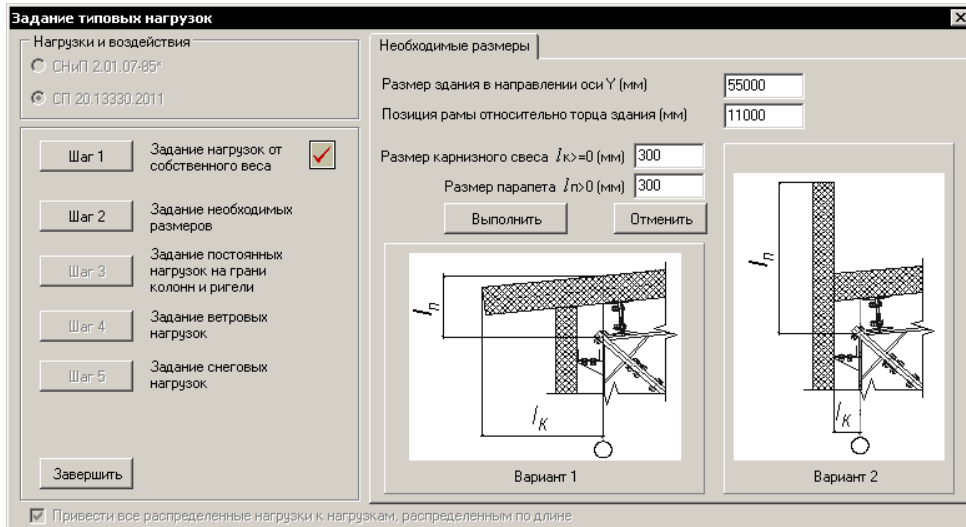 Задание типовых нагрузок
Нагрузки и воздействия
СНиП 2.01.07-85*
СП 20.13330.2011
Шаг 1
Задание нагрузок от
собственного веса
Шаг 2
Задание необходимых
размеров
Шаг 3
Задание постоянных
нагрузок на грани
колонн и ригели
Шаг 4
Задание ветровых
нагрузок
Шаг 5
Задание снеговых
нагрузок
Завершить
Необходимые размеры
Размер здания в направлении оси Y (мм) 55000
Позиция рамы относительно торца здания (мм) 11000
Размер карнизного свеса lк>=0 (мм) 300
Размер парапета lп>0 (мм) 300
Выполнить Отменить
lп
lк
Вариант 1
lп
lк
Вариант 2
Привести все распределенные нагрузки к нагрузкам, распределенным по длине